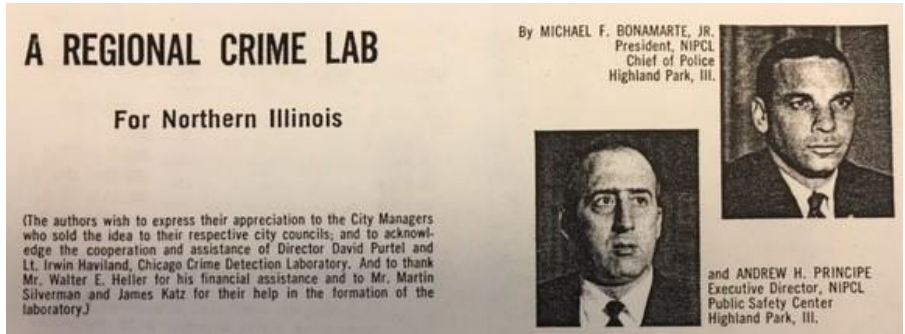 A REGIONAL CRIME LAB
For Northern Illinois
(The authors wish to express their appreciation to the City Managers
who sold the idea to their respective city councils; and to acknowl-
edge the cooperation and assistance of Director David Purtel and
Lt. Irwin Haviland, Chicago Crime Detection Laboratory. And to thank
Mr. Walter E. Heller for his financial assistance and to Mr. Martin
Silverman and James Katz for their help in the formation of the
laboratory.)
By MICHAEL F. BONAMARTE, JR.
President, NIPCL
Chief of Police
Highland Park, Ill.
and ANDREW H. PRINCIPE
Executive Director, NIPCL
Public Safety Center
Highland Park, Ill.